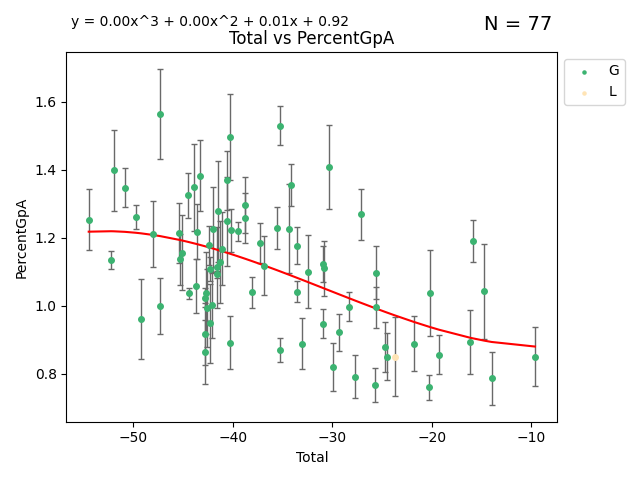 y = 0.00x^3 + 0.00x^2 + 0.01x + 0.92
N = 77
Total vs PercentGpA
G
L
PercentGpA
1.6
1.4
1.2
1.0
0.8
−50 −40 −30 −20 −10
Total